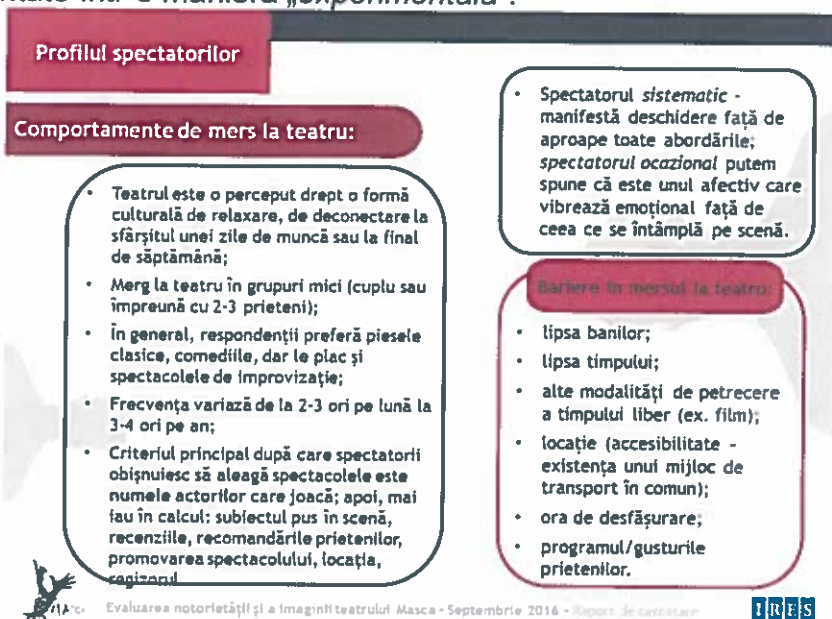 „experimentală”.
Profilul spectatorilor
Comportamente de mers la teatru:
• Teatrul este o perceput drept o formă
culturală de relaxare, de deconectare la
sfârșitul unei zile de muncă sau la final
de săptămână;
• Merg la teatru în grupuri mici (cuplu sau
împreună cu 2-3 prieteni);
• În general, respondenții preferă piesele
clasice, comediile, dar le plac și
spectacolele de improvizație;
• Frecvența variază de la 2-3 ori pe lună la
3-4 ori pe an;
• Criteriul principal după care spectatorii
obișnuiesc să aleagă spectacolele este
numele actorilor care joacă; apoi, mai
iau în calcul: subiectul pus în scenă,
recenziile, recomandările prietenilor,
promovarea spectacolului, locația,
regizorul
• Spectatorul sistematic -
manifestă deschidere față de
aproape toate abordările;
spectatorul ocazional putem
spune că este unul afectiv care
vibrează emoțional față de
ceea ce se întâmplă pe scenă.
Bariere în mersul la teatru:
• lipsa banilor;
• lipsa timpului;
• alte modalități de petrecere
a timpului liber (ex. film);
• locație (accesibilitate -
existența unui mijloc de
transport în comun);
• ora de desfășurare;
• programul/gusturile
prietenilor.
Evaluarea notorietății și a imaginii teatrului Masca - Septembrie 2016 - Raport de cercetare
IRES